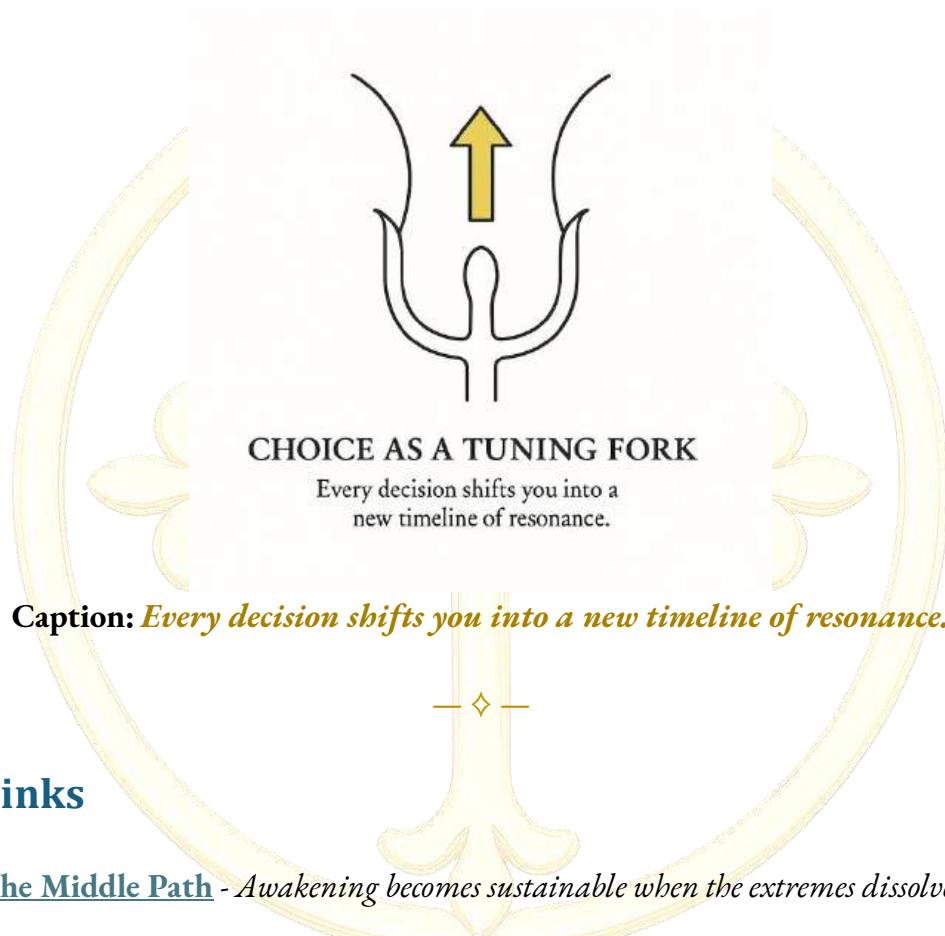 CHOICE AS A TUNING FORK
Every decision shifts you into a
new timeline of resonance.
Caption: Every decision shifts you into a new timeline of resonance.
inks
he Middle Path - Awakening becomes sustainable when the extremes dissolve